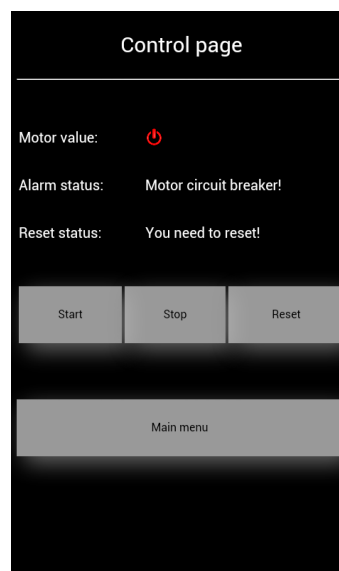 Control page
Motor value:
Alarm status: Motor circuit breaker!
Reset status: You need to reset!
Start Stop Reset
Main menu